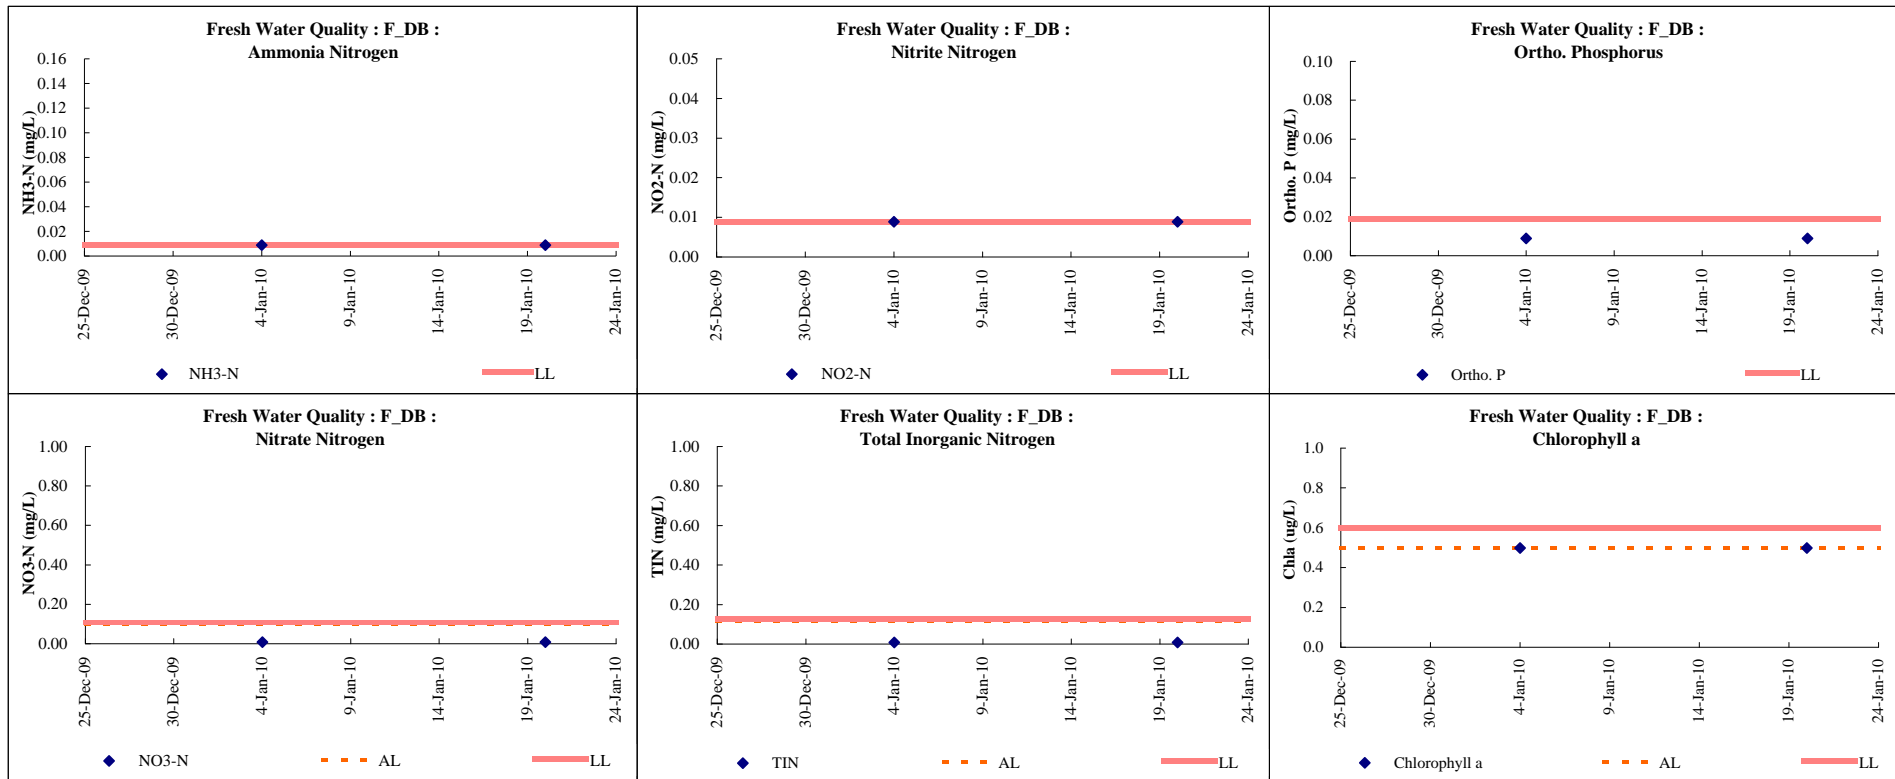 Fresh Water Quality : F_DB :
Ammonia Nitrogen
NH3-N (mg/L)
0.16
0.14
0.12
0.10
0.08
0.06
0.04
0.02
0.00
25-Dec-09
30-Dec-09
4-Jan-10
9-Jan-10
14-Jan-10
19-Jan-10
24-Jan-10
NH3-N
LL
Fresh Water Quality : F_DB :
Nitrite Nitrogen
NO2-N (mg/L)
0.05
0.04
0.03
0.02
0.01
0.00
25-Dec-09
30-Dec-09
4-Jan-10
9-Jan-10
14-Jan-10
19-Jan-10
24-Jan-10
NO2-N
LL
Fresh Water Quality : F_DB :
Ortho. Phosphorus
Ortho. P (mg/L)
0.10
0.08
0.06
0.04
0.02
0.00
25-Dec-09
30-Dec-09
4-Jan-10
9-Jan-10
14-Jan-10
19-Jan-10
24-Jan-10
Ortho. P
LL
Fresh Water Quality : F_DB :
Nitrate Nitrogen
NO3-N (mg/L)
1.00
0.80
0.60
0.40
0.20
0.00
25-Dec-09
30-Dec-09
4-Jan-10
9-Jan-10
14-Jan-10
19-Jan-10
24-Jan-10
NO3-N
AL
LL
Fresh Water Quality : F_DB :
Total Inorganic Nitrogen
TIN (mg/L)
1.00
0.80
0.60
0.40
0.20
0.00
25-Dec-09
30-Dec-09
4-Jan-10
9-Jan-10
14-Jan-10
19-Jan-10
24-Jan-10
TIN
AL
LL
Fresh Water Quality : F_DB :
Chlorophyll a
Chla (ug/L)
1.0
0.8
0.6
0.4
0.2
0.0
25-Dec-09
30-Dec-09
4-Jan-10
9-Jan-10
14-Jan-10
19-Jan-10
24-Jan-10
Chlorophyll a
AL
LL